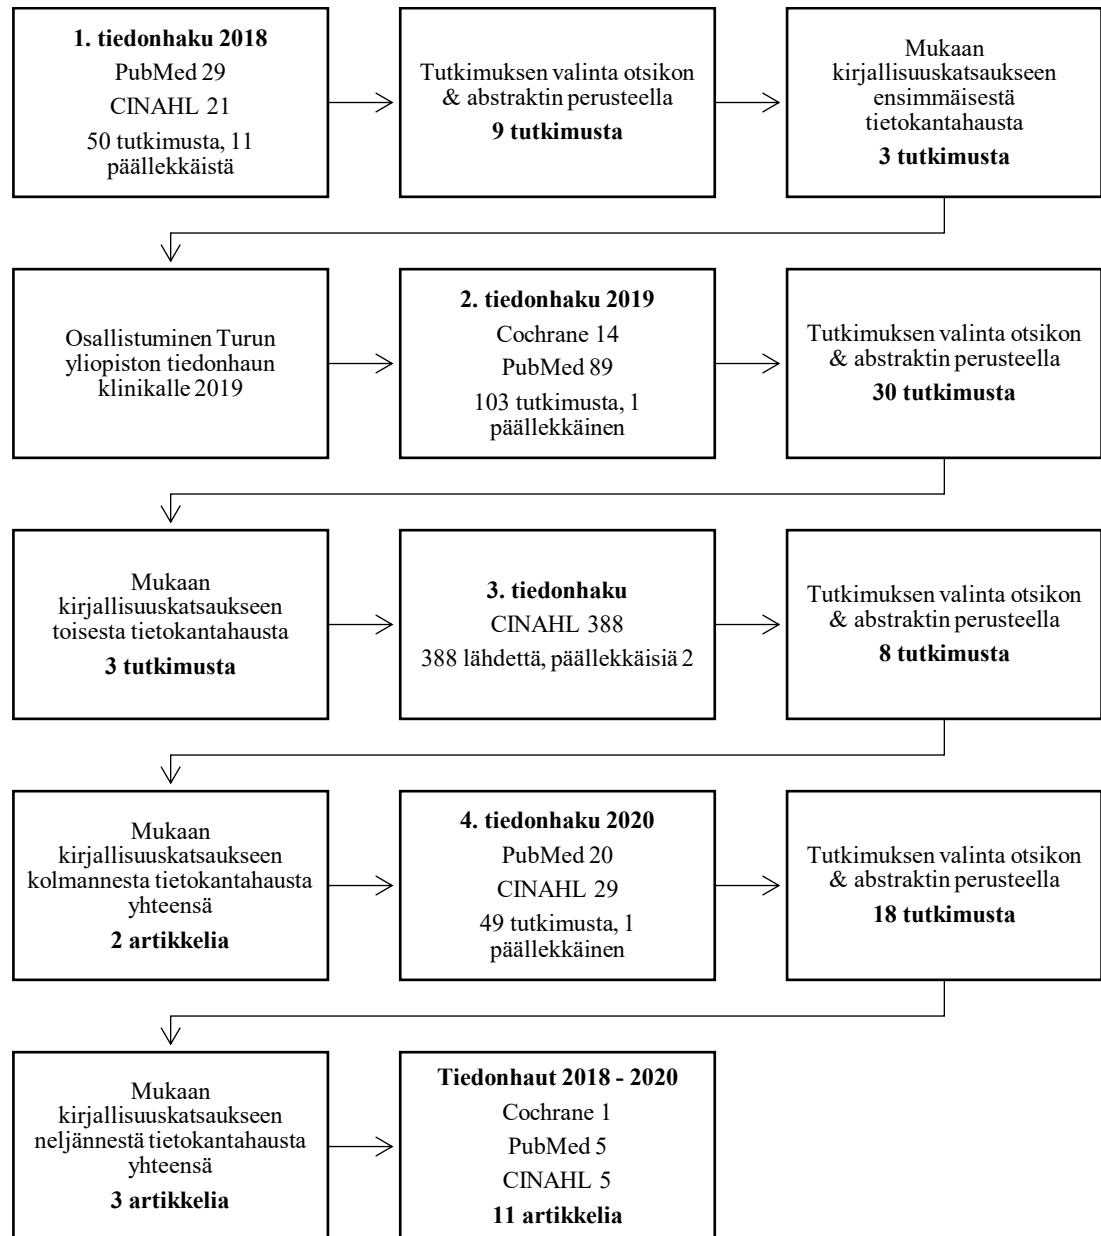 1. tiedonhaku 2018
PubMed 29
CINAHL 21
50 tutkimusta, 11
päällekkäistä
Tutkimuksen valinta otsikon
& abstraktin perusteella
9 tutkimusta
Mukaan
kirjallisuuskatsaukseen
ensimmäisestä
tietokantahausta
3 tutkimusta
Osallistuminen Turun
yliopiston tiedonhaun
klinikalle 2019
2. tiedonhaku 2019
Cochrane 14
PubMed 89
103 tutkimusta, 1
päällekkäinen
Tutkimuksen valinta otsikon
& abstraktin perusteella
30 tutkimusta
Mukaan
kirjallisuuskatsaukseen
toisesta tietokantahausta
3 tutkimusta
3. tiedonhaku
CINAHL 388
388 lähdettä, päällekkäisiä 2
Tutkimuksen valinta otsikon
& abstraktin perusteella
8 tutkimusta
Mukaan
kirjallisuuskatsaukseen
kolmannesta tietokantahausta
yhteensä
2 artikkelia
4. tiedonhaku 2020
PubMed 20
CINAHL 29
49 tutkimusta, 1
päällekkäinen
Tutkimuksen valinta otsikon
& abstraktin perusteella
18 tutkimusta
Mukaan
kirjallisuuskatsaukseen
neljännestä tietokantahausta
yhteensä
3 artikkelia
Tiedonhaut 2018 - 2020
Cochrane 1
PubMed 5
CINAHL 5
11 artikkelia